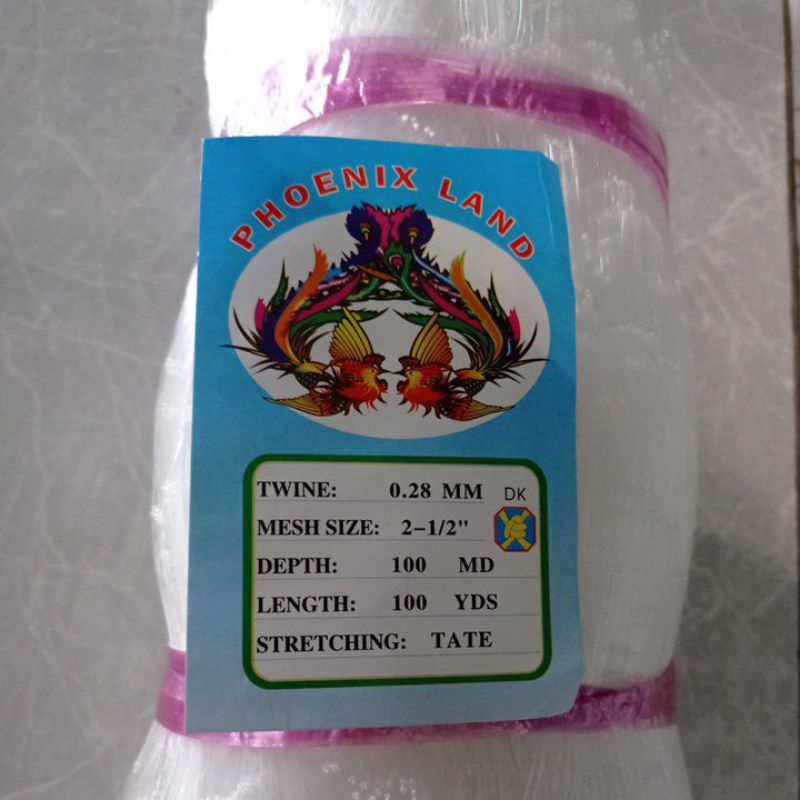 PHOENIX LAND
TWINE: 0.28 MM DK
MESH SIZE: 2-1/2"
DEPTH: 100 MD
LENGTH: 100 YDS
STRETCHING: TATE